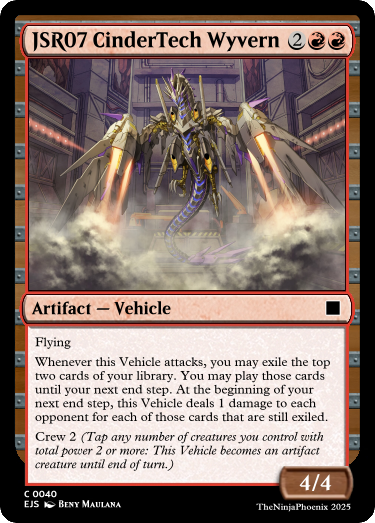 JSR07 CinderTech Wyvern 2
Artifact — Vehicle
Flying
Whenever this Vehicle attacks, you may exile the top
two cards of your library. You may play those cards
until your next end step. At the beginning of your
next end step, this Vehicle deals 1 damage to each
opponent for each of those cards that are still exiled.
Crew 2 (Tap any number of creatures you control with
total power 2 or more: This Vehicle becomes an artifact
creature until end of turn.)
4/4
C 0040
EJS Beny Maulana
TheNinjaPhoenix 2025